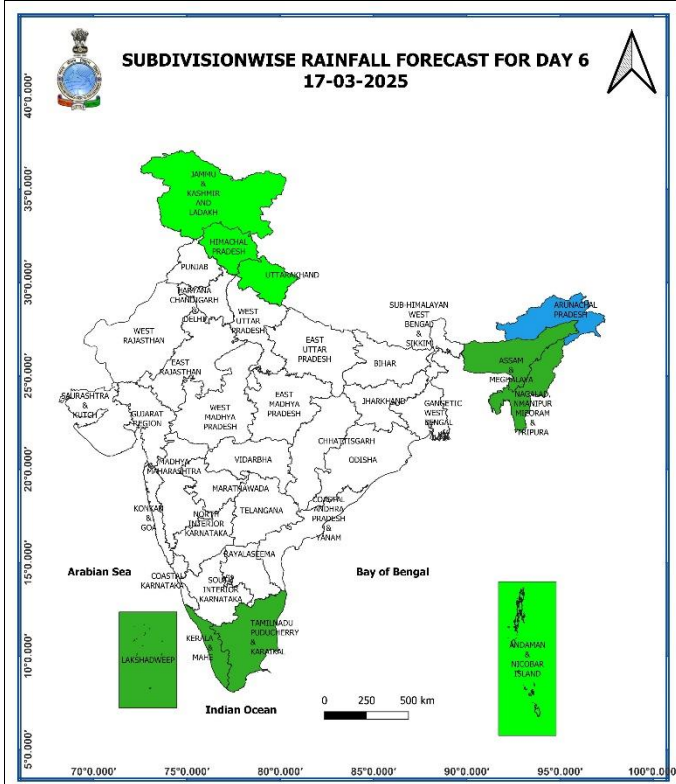 SUBDIVISIONWISE RAINFALL FORECAST FOR DAY 6
17-03-2025
40°0.000'
35°0.000'
30°0.000'
25°0.000'
20°0.000'
15°0.000'
10°0.000'
5°0.000'
JAMMU
&
KASHMIR
AND
LADAKH
HIMACHAL
PRADESH
PUNJAB
UTTARAKHAND
HARYANA
CHANDIGARH
&
DELHI
WEST
UTTAR
PRADESH
WEST
RAJASTHAN
EAST
RAJASTHAN
EAST
UTTAR
PRADESH
SUB-HIMALAYAN
WEST
BENGAL
&
SIKKIM
ARUNACHAL
PRADESH
ASSAM
&
MEGHALAYA
NAGALAND,
NMANIPUR
MIZORAM
&
TRIPURA
BIHAR
JHARKHAND
GANGETIC
WEST
BENGAL
SAURASHTRA
&
KUTCH
GUJARAT
REGION
WEST
MADHYA
PRADESH
EAST
MADHYA
PRADESH
CHHATTISGARH
ODISHA
MADHYA
MAHARASHTRA
VIDARBHA
MARATHAWADA
KONKAN
&
GOA
NORTH
INTERIOR
KARNATAKA
TELANGANA
COASTAL
ANDHRA
PRADESH
&
YANAM
RAYALASEEMA
COASTAL
KARNATAKA
SOUTH
INTERIOR
KARNATAKA
Arabian Sea
Bay of Bengal
TAMILNADU
PUDUCHERRY
&
KARAIKAL
KERALA
&
MAHE
LAKSHADWEEP
ANDAMAN
&
NICOBAR
ISLAND
Indian Ocean
0 250 500 km
70°0.000' 75°0.000' 80°0.000' 85°0.000' 90°0.000' 95°0.000' 100°0.0